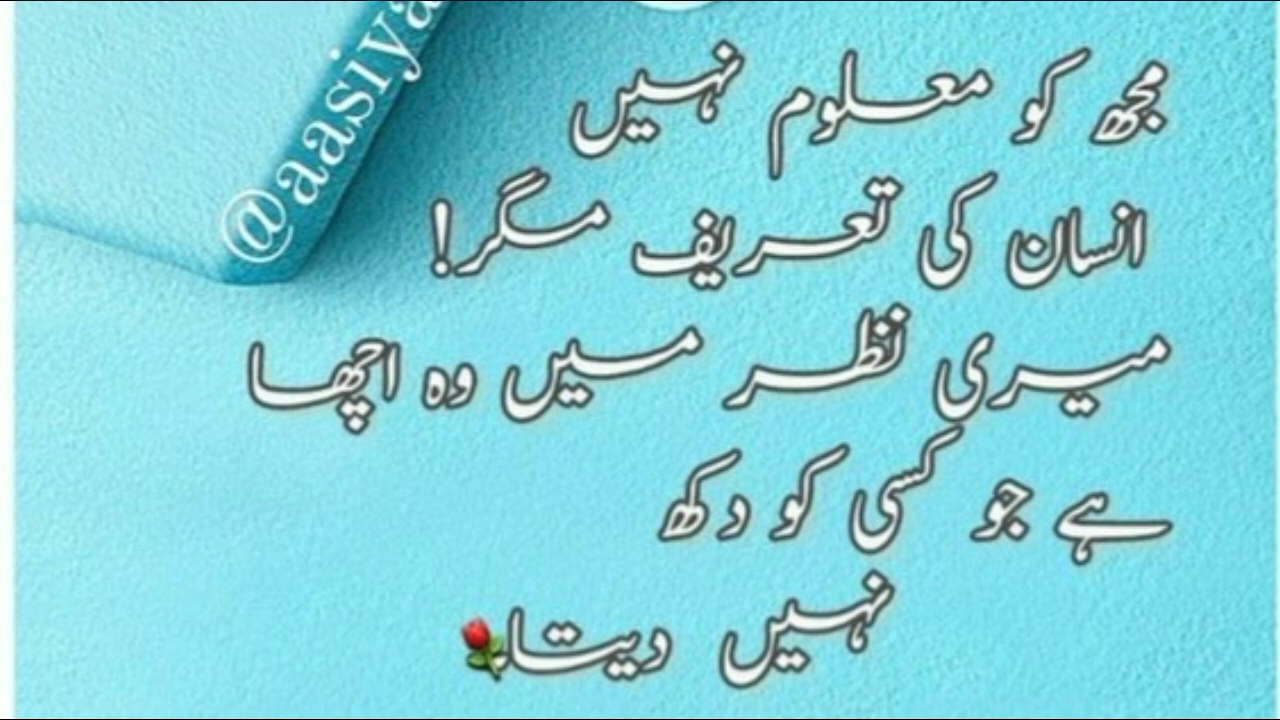 @aasiya
مجھ کو معلوم نہیں
انسان کی تعریف مگر!
میری نظر میں وہ اچھا
ہے جو کسی کو دکھ
نہیں دیتا۔🌹